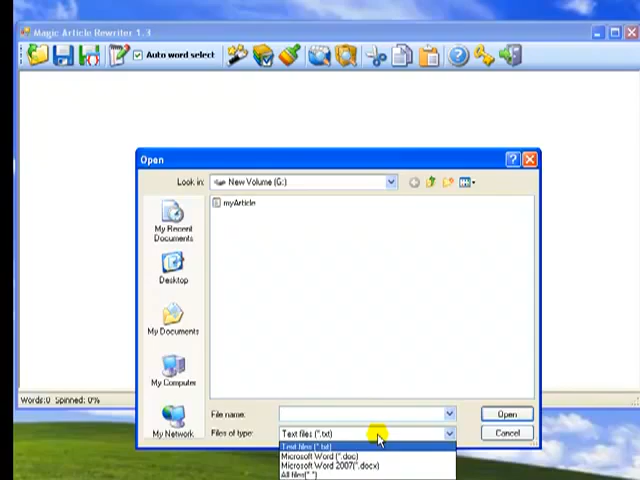 Magic Article Rewriter 1.3
Auto word select
Open
Look in:
New Volume (G:)
myArticle
My Recent
Documents
Desktop
My Documents
My Computer
My Network
File name:
Open
Files of type:
Text files (*.txt)
Cancel
Text files (*.txt)
Microsoft Word (*.doc)
Microsoft Word 2007(*.docx)
All files(*.*)
Words:0 Spinned: 0%